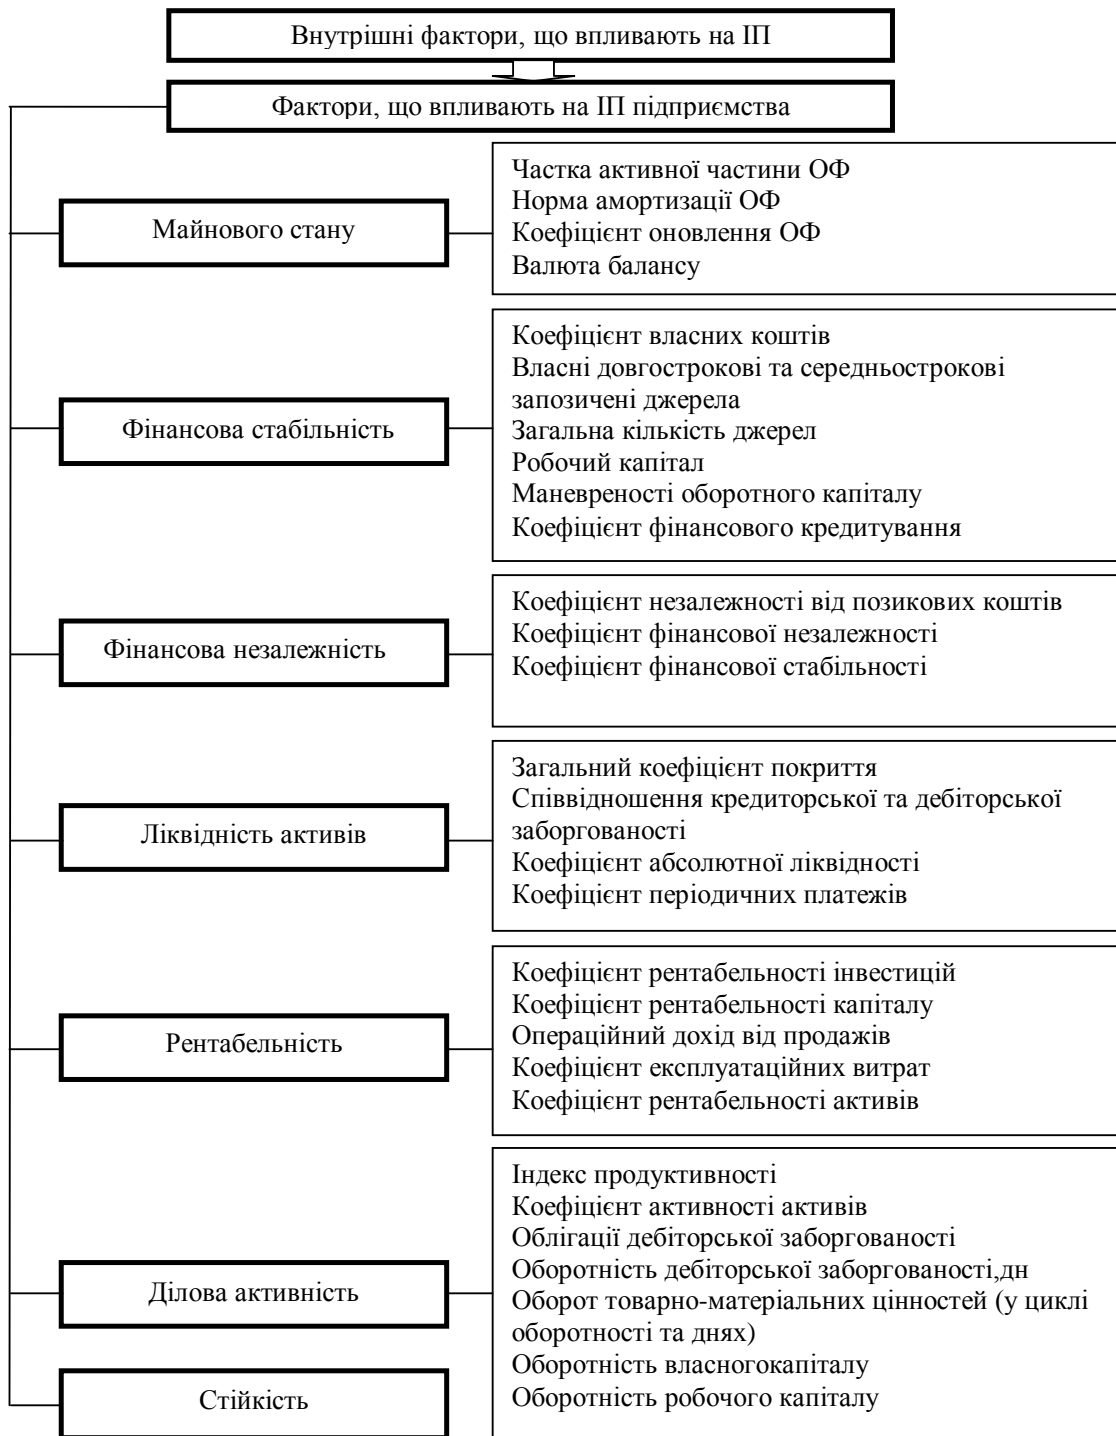 Внутрішні фактори, що впливають на ІП
Фактори, що впливають на ІП підприємства
Майнового стану
Частка активної частини ОФ
Норма амортизації ОФ
Коефіцієнт оновлення ОФ
Валюта балансу
Фінансова стабільність
Коефіцієнт власних коштів
Власні довгострокові та середньострокові
запозичені джерела
Загальна кількість джерел
Робочий капітал
Маневреності оборотного капіталу
Коефіцієнт фінансового кредитування
Фінансова незалежність
Коефіцієнт незалежності від позикових коштів
Коефіцієнт фінансової незалежності
Коефіцієнт фінансової стабільності
Ліквідність активів
Загальний коефіцієнт покриття
Співвідношення кредиторської та дебіторської
заборгованості
Коефіцієнт абсолютної ліквідності
Коефіцієнт періодичних платежів
Рентабельність
Коефіцієнт рентабельності інвестицій
Коефіцієнт рентабельності капіталу
Операційний дохід від продажів
Коефіцієнт експлуатаційних витрат
Коефіцієнт рентабельності активів
Ділова активність
Індекс продуктивності
Коефіцієнт активності активів
Облігації дебіторської заборгованості
Оборотність дебіторської заборгованості,дн
Оборот товарно-матеріальних цінностей (у циклі
оборотності та днях)
Оборотність власногокапіталу
Оборотність робочого капіталу
Стійкість